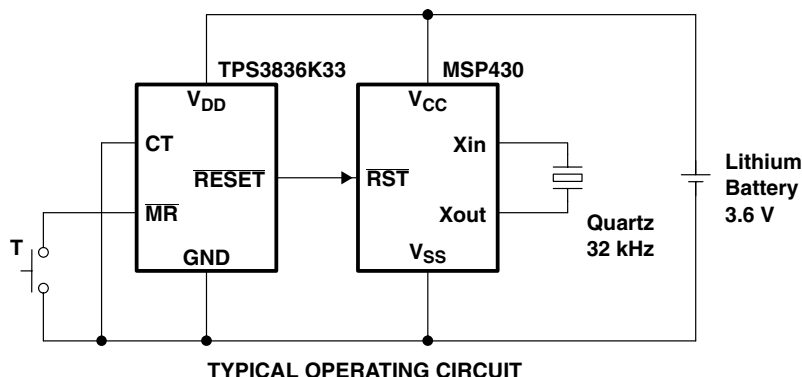 TPS3836K33
MSP430
VDD
VCC
CT
Xin
RESET
RST
MR
Xout
T
GND
VSS
Quartz
32 kHz
Lithium
Battery
3.6 V
TYPICAL OPERATING CIRCUIT